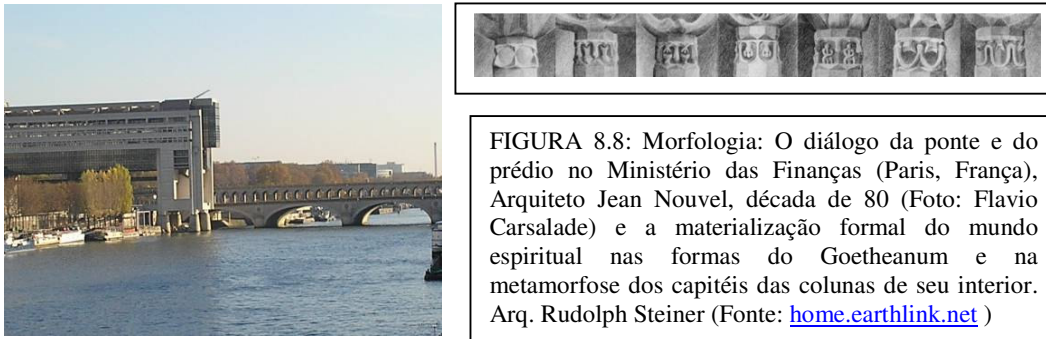 FIGURA 8.8: Morfologia: O diálogo da ponte e do
prédio no Ministério das Finanças (Paris, França),
Arquiteto Jean Nouvel, década de 80 (Foto: Flavio
Carsalade) e a materialização formal do mundo
espiritual nas formas do Goetheanum e na
metamorfose dos capitéis das colunas de seu interior.
Arq. Rudolph Steiner (Fonte: home.earthlink.net )